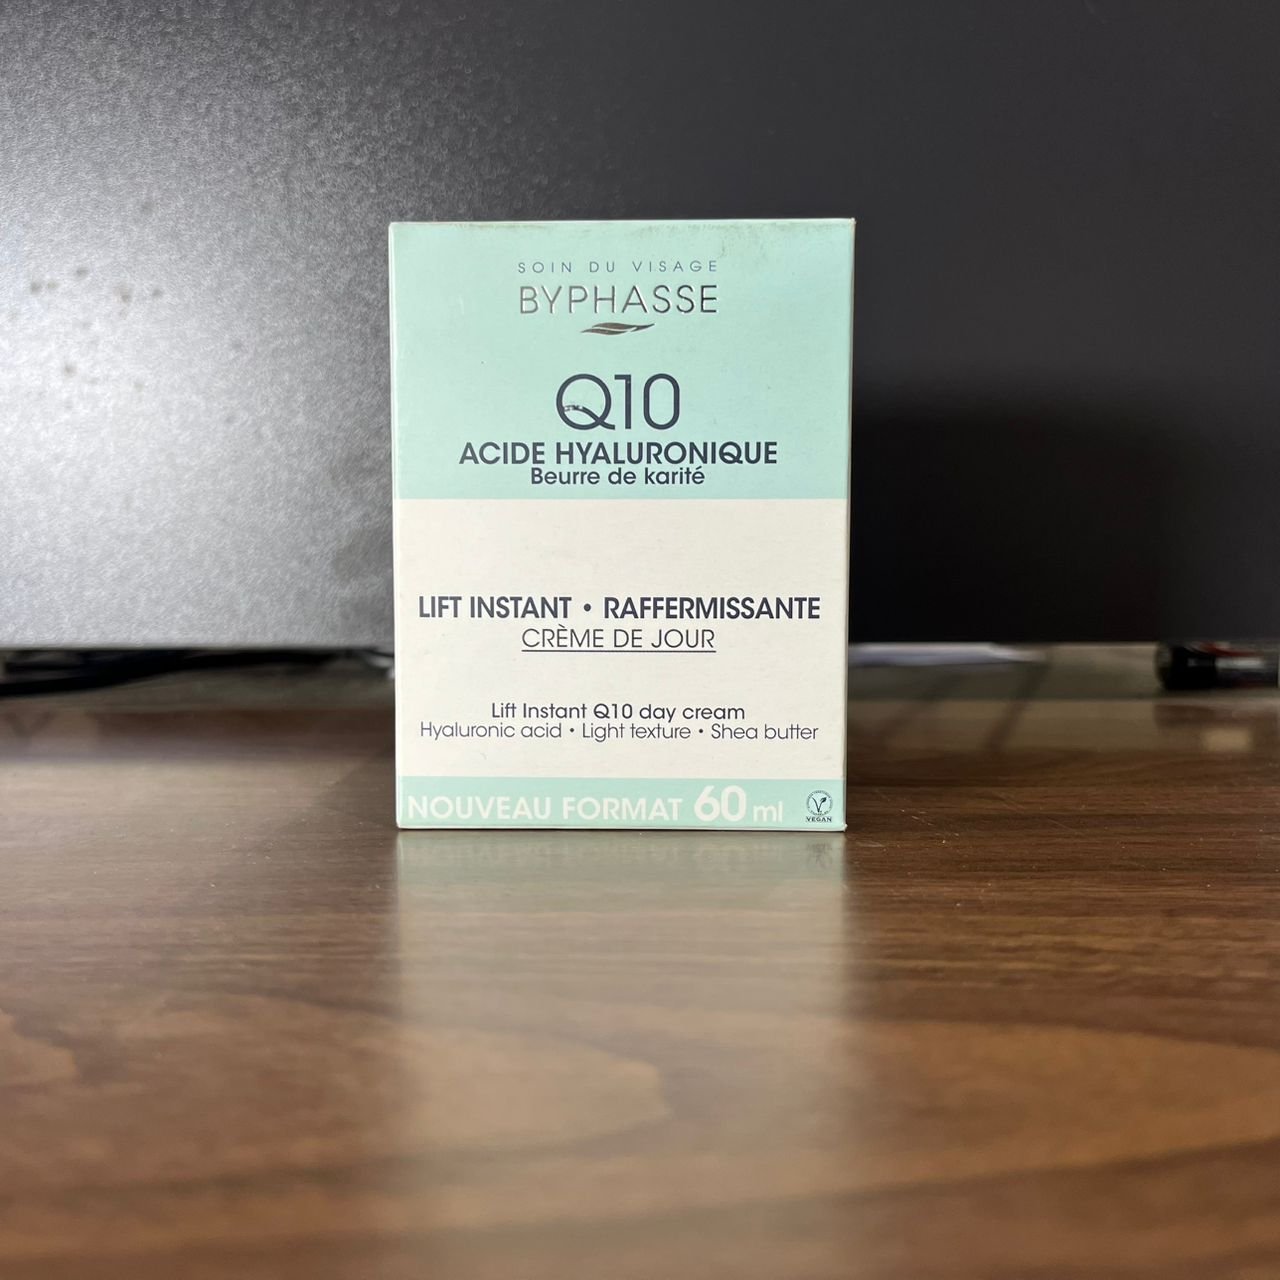 SOIN DU VISAGE
BYPHASSE
Q10
ACIDE HYALURONIQUE
Beurre de karité
LIFT INSTANT • RAFFERMISSANTE
CRÈME DE JOUR
Lift Instant Q10 day cream
Hyaluronic acid • Light texture • Shea butter
NOUVEAU FORMAT 60 ml
VEGAN